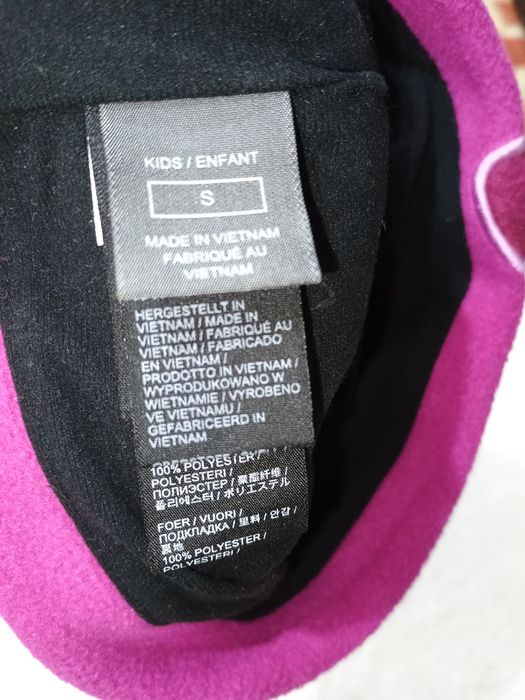 KIDS / ENFANT
S
MADE IN VIETNAM
FABRIQUÉ AU
VIETNAM
HERGESTELLT IN
VIETNAM / MADE IN
VIETNAM / FABRIQUÉ AU
VIETNAM / FABRICADO
EN VIETNAM /
PRODOTTO IN VIETNAM /
WYPRODUKOWANO W
WIETNAMIE / VYROBENO
VE VIETNAMU /
GEFABRICEERD IN
VIETNAM
100% POLYESTER /
POLYESTERI /
ПОЛИЭСТЕР / 聚酯纤维 /
폴리에스터 / ポリエステル
FOER / VUORI /
ПОДКЛАДКА / 里料 / 안감 /
裏地
100% POLYESTER /
POLYESTERI /